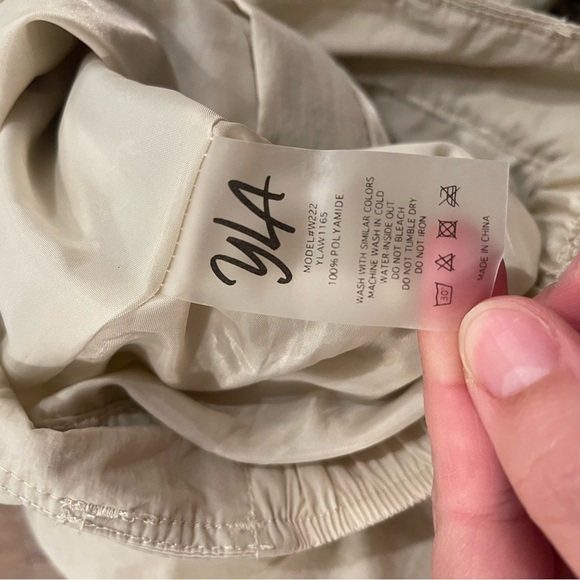 YLA
MODEL#W222
YLAW1165
100% POLYAMIDE
WASH WITH SIMILAR COLORS
MACHINE WASH IN COLD
WATER INSIDE OUT
DO NOT BLEACH
DO NOT TUMBLE DRY
DO NOT IRON
30°
MADE IN CHINA